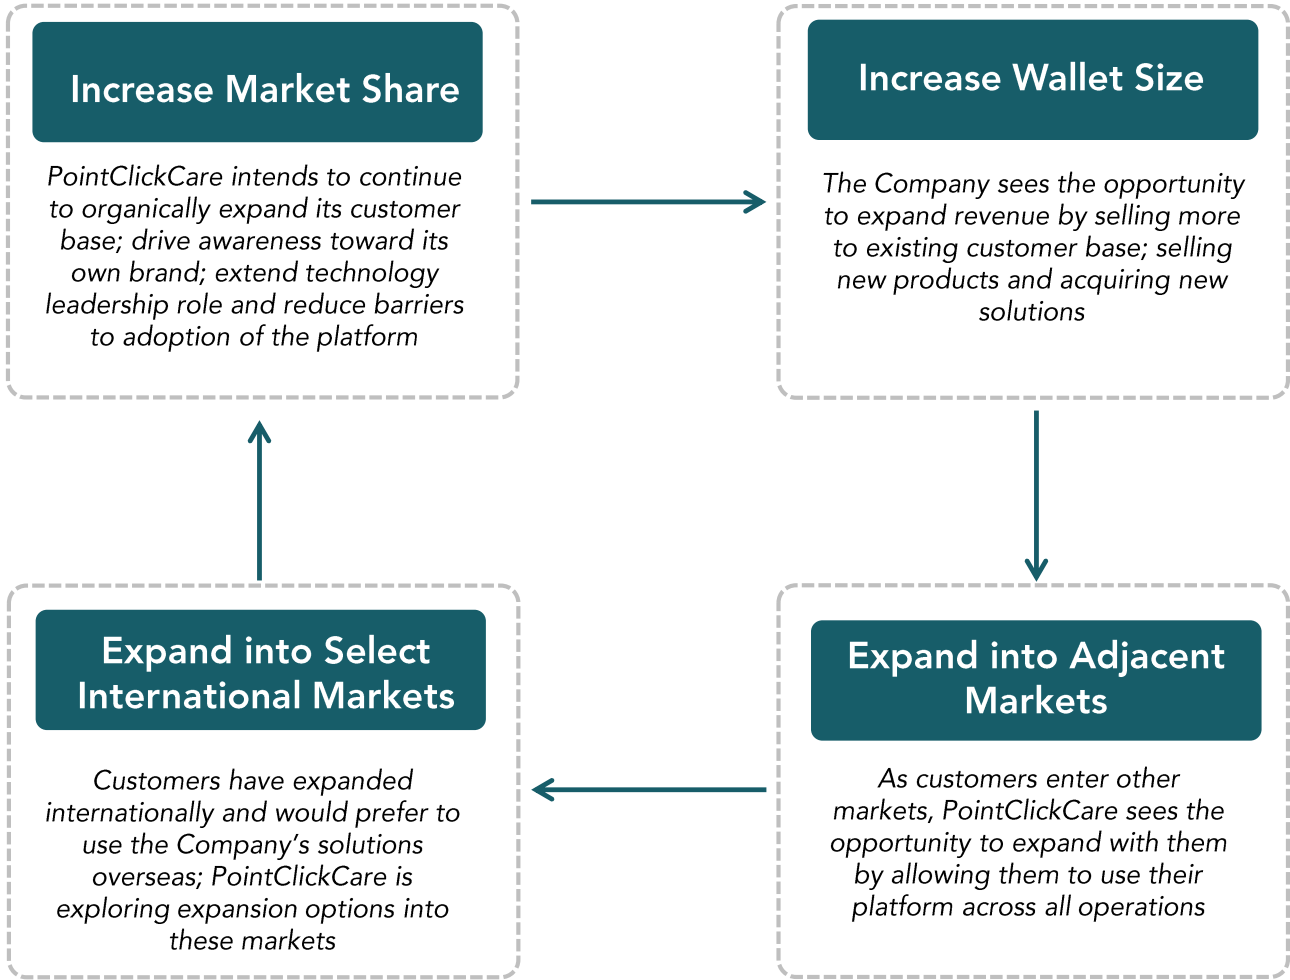 Increase Market Share
PointClickCare intends to continue
to organically expand its customer
base; drive awareness toward its
own brand; extend technology
leadership role and reduce barriers
to adoption of the platform
Increase Wallet Size
The Company sees the opportunity
to expand revenue by selling more
to existing customer base; selling
new products and acquiring new
solutions
Expand into Adjacent
Markets
As customers enter other
markets, PointClickCare sees the
opportunity to expand with them
by allowing them to use their
platform across all operations
Expand into Select
International Markets
Customers have expanded
internationally and would prefer to
use the Company’s solutions
overseas; PointClickCare is
exploring expansion options into
these markets